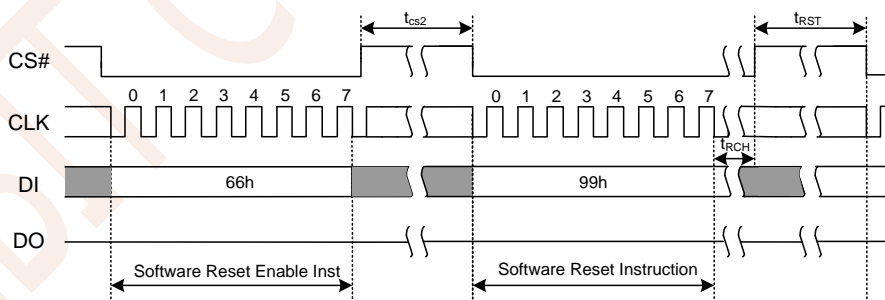 tcs2
tRST
CS#
0 1 2 3 4 5 6 7
0 1 2 3 4 5 6 7
CLK
tRCH
DI
66h
99h
DO
Software Reset Enable Inst
Software Reset Instruction